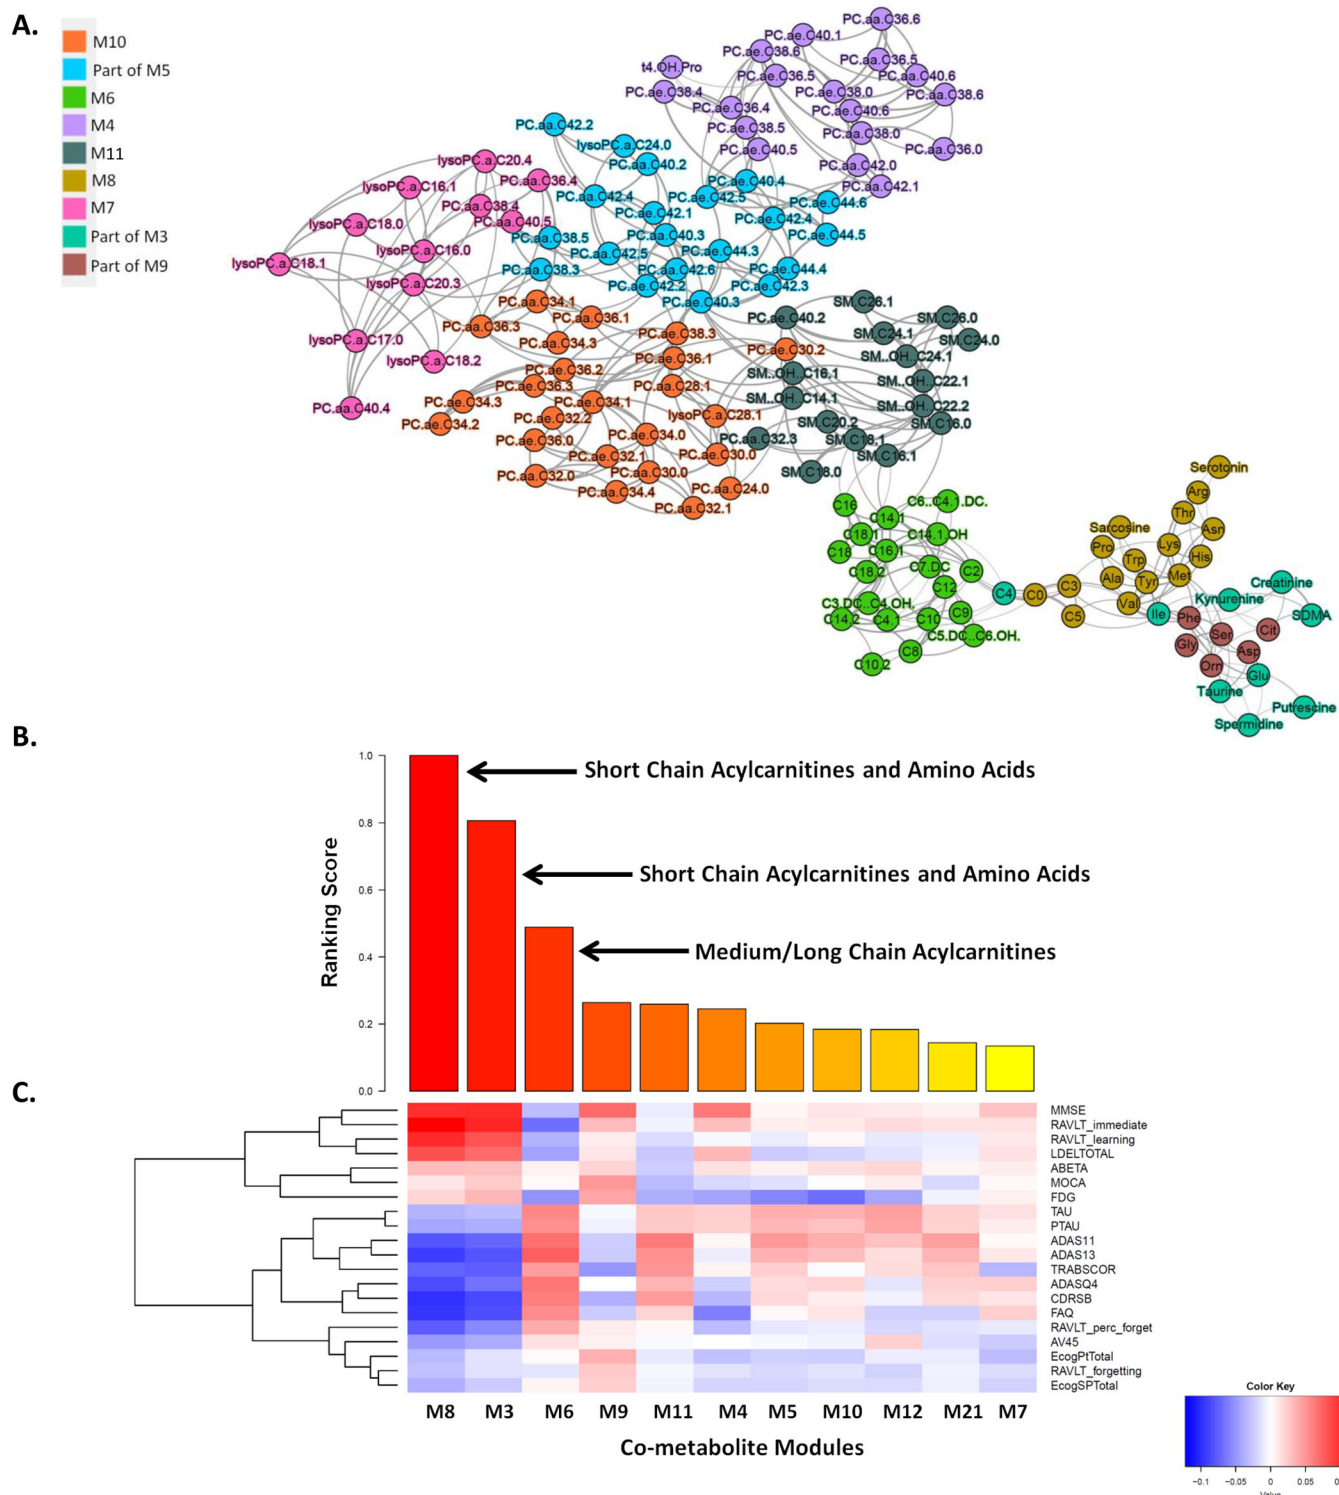 A.
M10
Part of M5
M6
M4
M11
M8
M7
Part of M3
Part of M9
PC.aa.C36.6
PC.ae.C40.1
PC.ae.C38.6
PC.aa.C36.5
t4.OH.Pro
PC.ae.C36.5
PC.aa.C40.6
PC.ae.C38.4
PC.ae.C38.0
PC.aa.C38.6
PC.ae.C36.4
PC.ae.C40.6
PC.ae.C38.5
PC.aa.C38.0
PC.aa.C42.2
lysoPC.a.C24.0
PC.ae.C40.5
PC.aa.C36.0
lysoPC.a.C20.4
PC.aa.C40.2
PC.ae.C42.0
PC.aa.C36.4
PC.ae.C40.4
PC.aa.C42.1
lysoPC.a.C16.1
PC.aa.C42.4
PC.ae.C42.5
PC.ae.C44.6
PC.aa.C38.4
PC.ae.C42.1
PC.ae.C42.4
lysoPC.a.C18.0
PC.aa.C40.5
PC.aa.C38.5
PC.aa.C40.3
PC.ae.C44.5
lysoPC.a.C16.0
PC.aa.C42.5
PC.ae.C44.3
lysoPC.a.C18.1
PC.aa.C38.3
PC.aa.C42.6
PC.ae.C44.4
lysoPC.a.C20.3
PC.ae.C42.2
PC.ae.C42.3
PC.aa.C34.1
PC.ae.C40.3
SM.C26.1
PC.aa.C36.3
PC.aa.C36.1
PC.ae.C40.2
SM.C26.0
lysoPC.a.C17.0
PC.aa.C34.3
PC.ae.C38.3
SM.C24.1
SM.C24.0
lysoPC.a.C18.2
PC.ae.C36.1
PC.ae.C30.2
SM..OH..C24.1
PC.ae.C36.2
PC.ae.C36.3
PC.aa.C28.1
SM..OH..C16.1
SM..OH..C22.1
PC.aa.C40.4
PC.ae.C34.3
PC.ae.C34.1
lysoPC.a.C28.1
SM..OH..C14.1
SM..OH..C22.2
PC.ae.C34.2
PC.ae.C32.2
SM.C20.2
SM.C16.0
PC.ae.C36.0
PC.ae.C34.0
PC.aa.C32.3
SM.C18.1
PC.ae.C32.1
PC.ae.C30.0
SM.C16.1
PC.aa.C32.0
PC.aa.C30.0
SM.C18.0
PC.aa.C34.4
PC.aa.C24.0
PC.aa.C32.1
Serotonin
Arg
C16
C6..C4.1.DC.
Thr
C14.1
Sarcosine
Asn
C18.1
C14.1.OH
Pro
Lys
C18
C16.1
Trp
His
C18.2
C7.DC
C2
Ala
Tyr
Met
Creatinine
C12
C4
C0
C3
Kynurenine
C3.DC..C4.OH.
Val
Ile
SDMA
C14.2
C4.1
C10
C9
C5
Phe
C5.DC..C6.OH.
Ser
Cit
C8
Gly
Asp
C10.2
Orn
Glu
Taurine
Putrescine
Spermidine
B.
Ranking Score
1.0
0.8
0.6
0.4
0.2
0.0
Short Chain Acylcarnitines and Amino Acids
Short Chain Acylcarnitines and Amino Acids
Medium/Long Chain Acylcarnitines
C.
MMSE
RAVLT_immediate
RAVLT_learning
LDELTOTAL
ABETA
MOCA
FDG
TAU
PTAU
ADAS11
ADAS13
TRABSCOR
ADASQ4
CDRSB
FAQ
RAVLT_perc_forget
AV45
EcogPtTotal
RAVLT_forgetting
EcogSPTotal
M8 M3 M6 M9 M11 M4 M5 M10 M12 M21 M7
Co-metabolite Modules
Color Key
−0.1 −0.05 0 0.05 0
Value